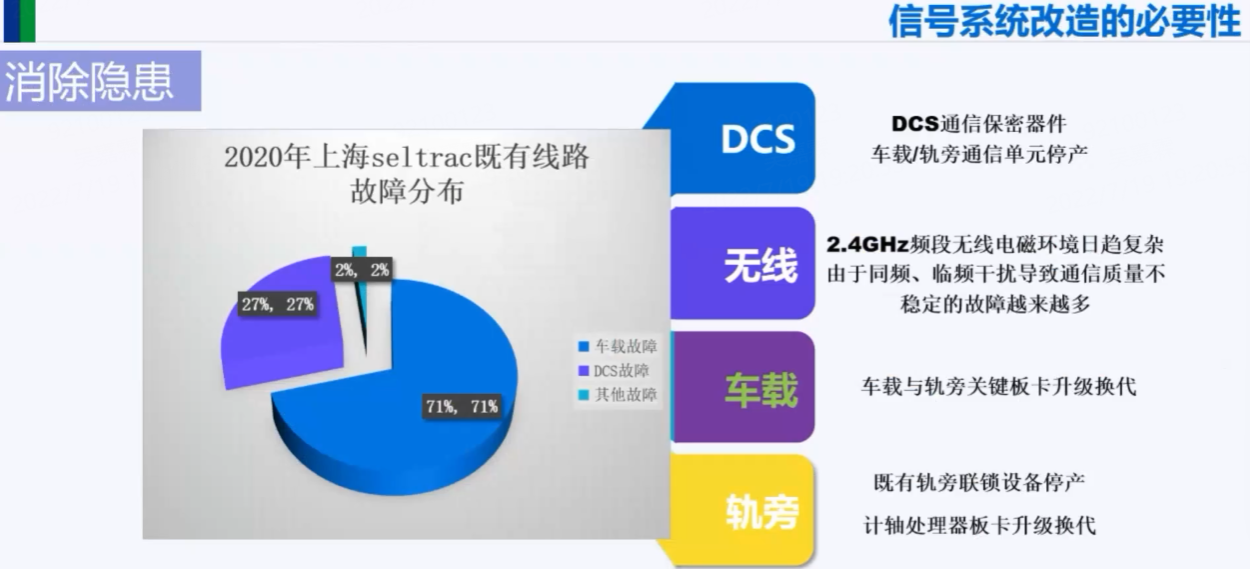 信号系统改造的必要性
消除隐患
2020年上海seltrac既有线路
故障分布
2%, 2%
27%, 27%
71%, 71%
车载故障
DCS故障
其他故障
DCS
DCS通信保密器件
车载/轨旁通信单元停产
无线
2.4GHz频段无线电磁环境日趋复杂
由于同频、临频干扰导致通信质量不
稳定的故障越来越多
车载
车载与轨旁关键板卡升级换代
轨旁
既有轨旁联锁设备停产
计轴处理器板卡升级换代